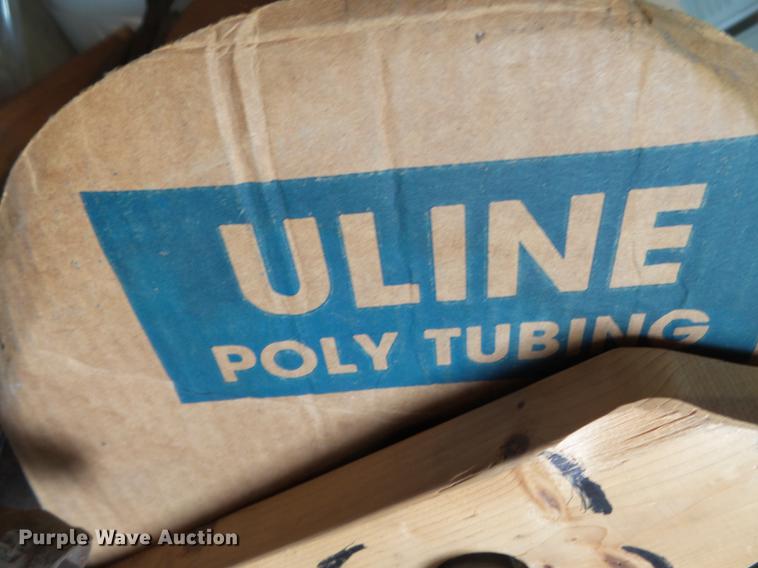 ULINE
POLY TUBING
Purple Wave Auction